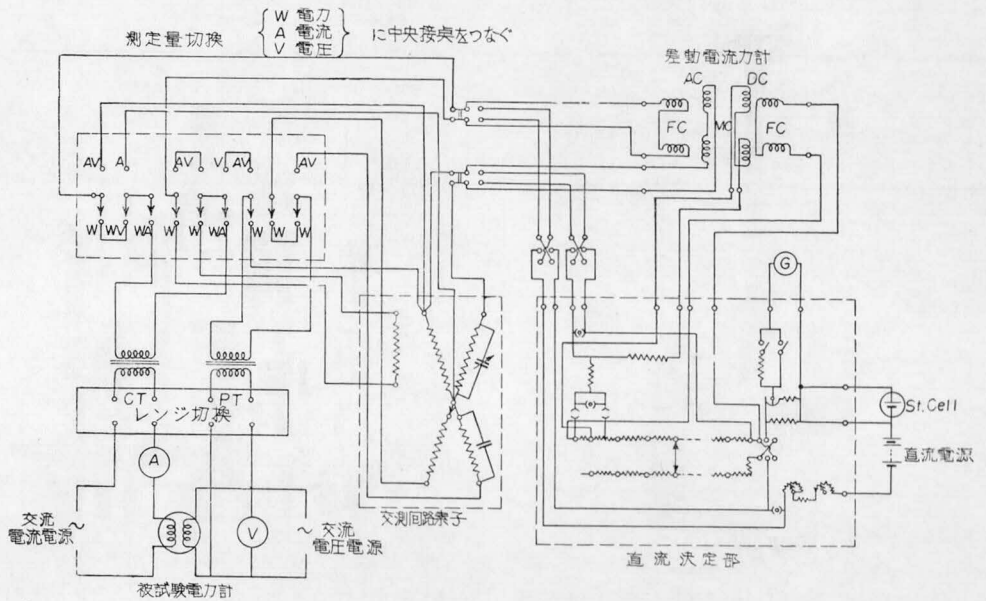 測定量切換 { W 電力 A 電流 V 電圧 } に中央接点をつなぐ
差動電流力計
AC DC
FC MC FC
AV A AV V AV AV
W WV WA W W WA W W W
G
CT PT
レンジ切換
St. Cell
直流電源
A
V
交流
電流電源
~
~
交流
電圧電源
被試験電力計
交測回路素子
直流決定部